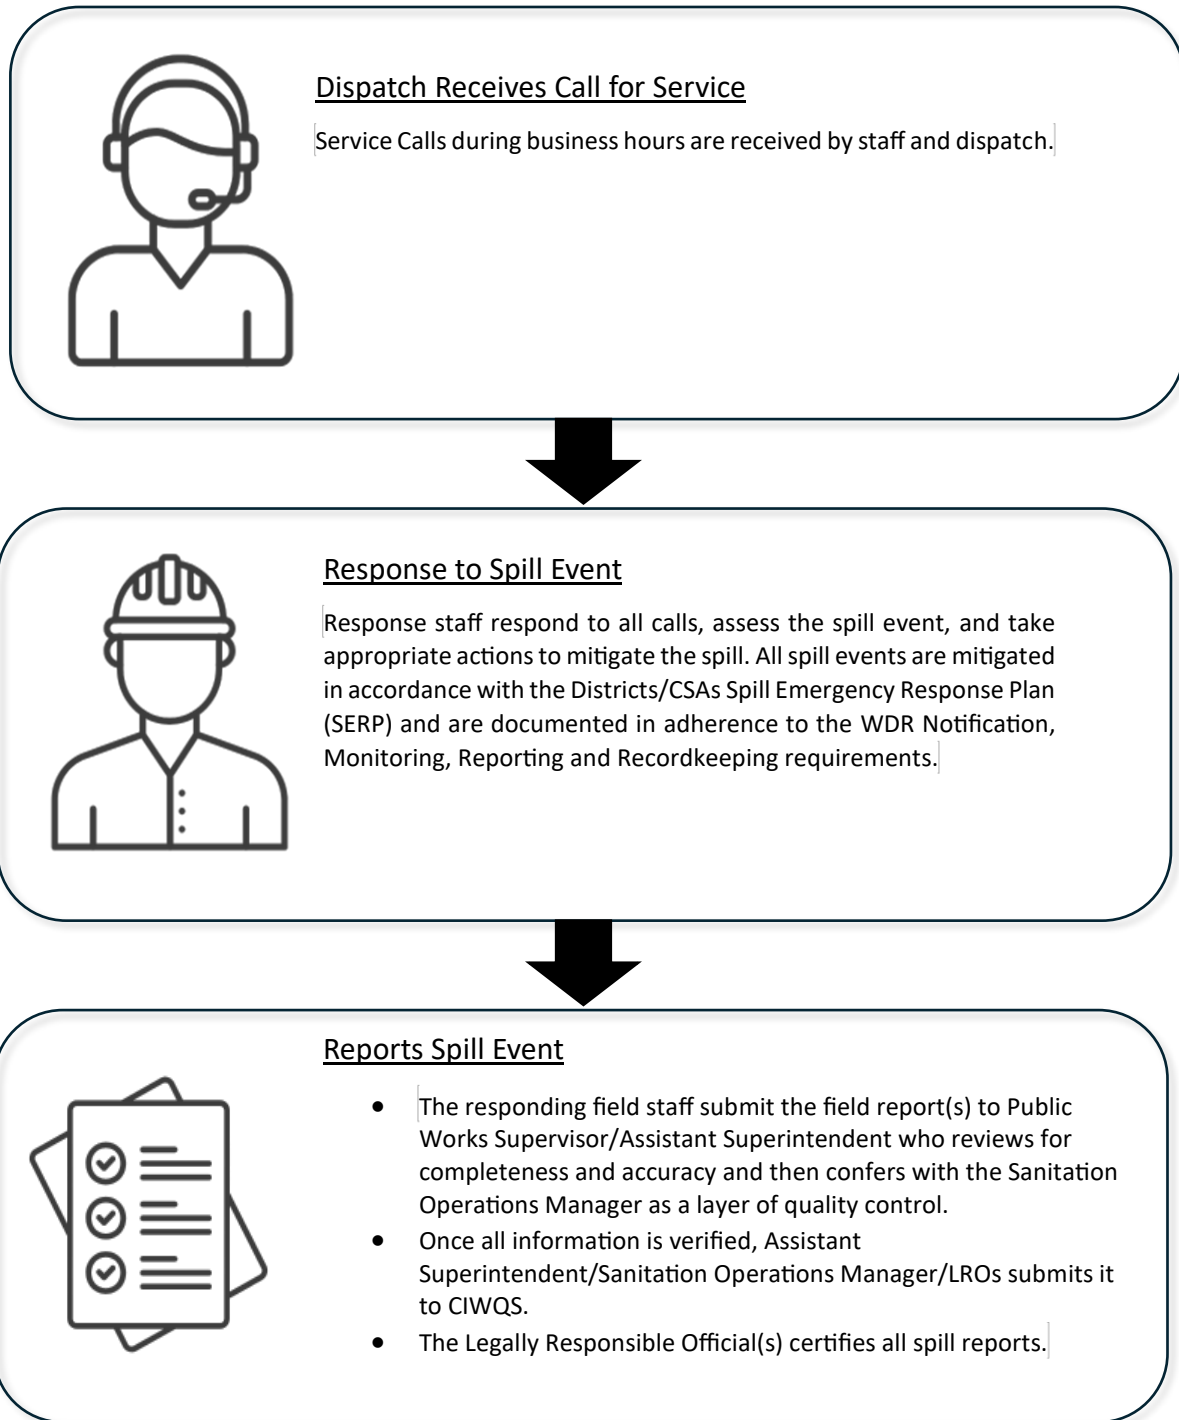 Dispatch Receives Call for Service
Service Calls during business hours are received by staff and dispatch.
Response to Spill Event
Response staff respond to all calls, assess the spill event, and take
appropriate actions to mitigate the spill. All spill events are mitigated
in accordance with the Districts/CSAs Spill Emergency Response Plan
(SERP) and are documented in adherence to the WDR Notification,
Monitoring, Reporting and Recordkeeping requirements.
Reports Spill Event
● The responding field staff submit the field report(s) to Public
Works Supervisor/Assistant Superintendent who reviews for
completeness and accuracy and then confers with the Sanitation
Operations Manager as a layer of quality control.
● Once all information is verified, Assistant
Superintendent/Sanitation Operations Manager/LROs submits it
to CIWQS.
● The Legally Responsible Official(s) certifies all spill reports.